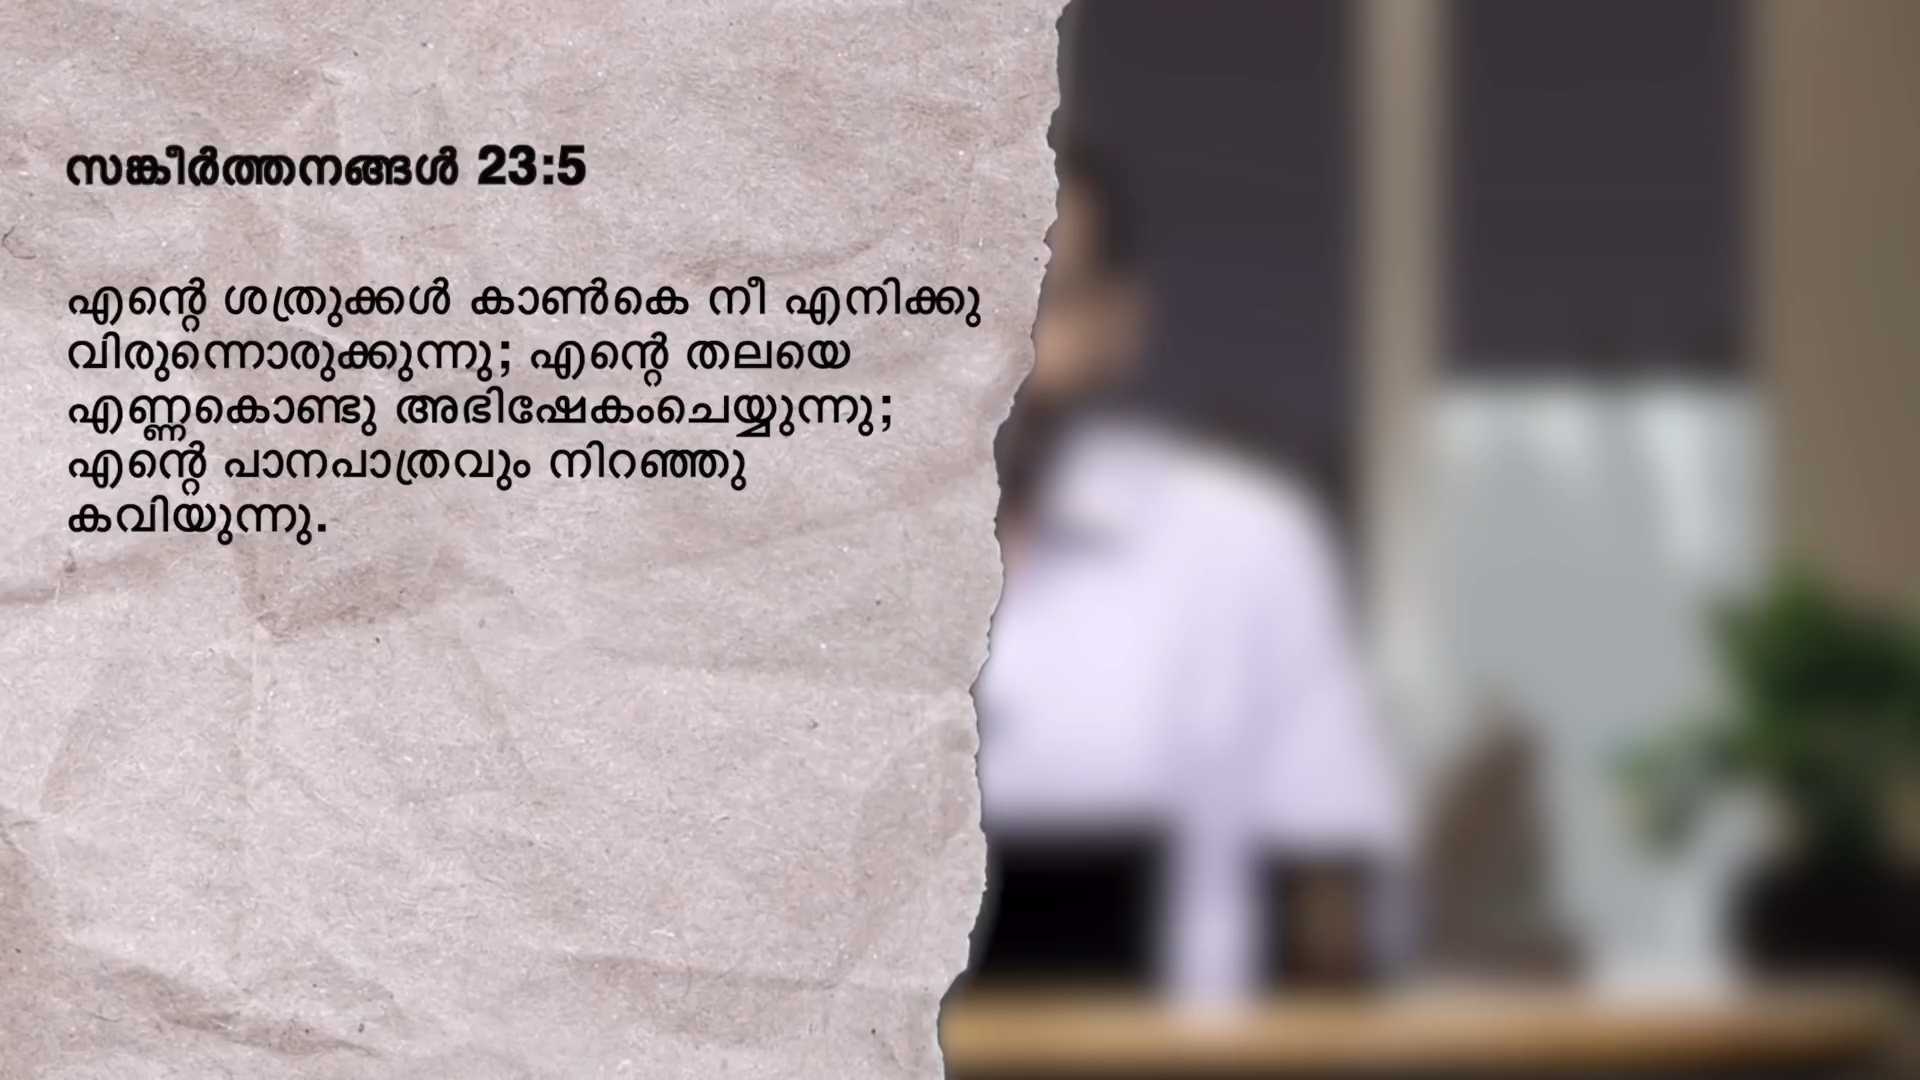 സങ്കീർത്തനങ്ങൾ 23:5
എന്റെ ശത്രുക്കൾ കാൺകെ നീ എനിക്കു
വിരുന്നൊരുക്കുന്നു; എന്റെ തലയെ
എണ്ണകൊണ്ടു അഭിഷേകംചെയ്യുന്നു;
എന്റെ പാനപാത്രവും നിറഞ്ഞു
കവിയുന്നു.